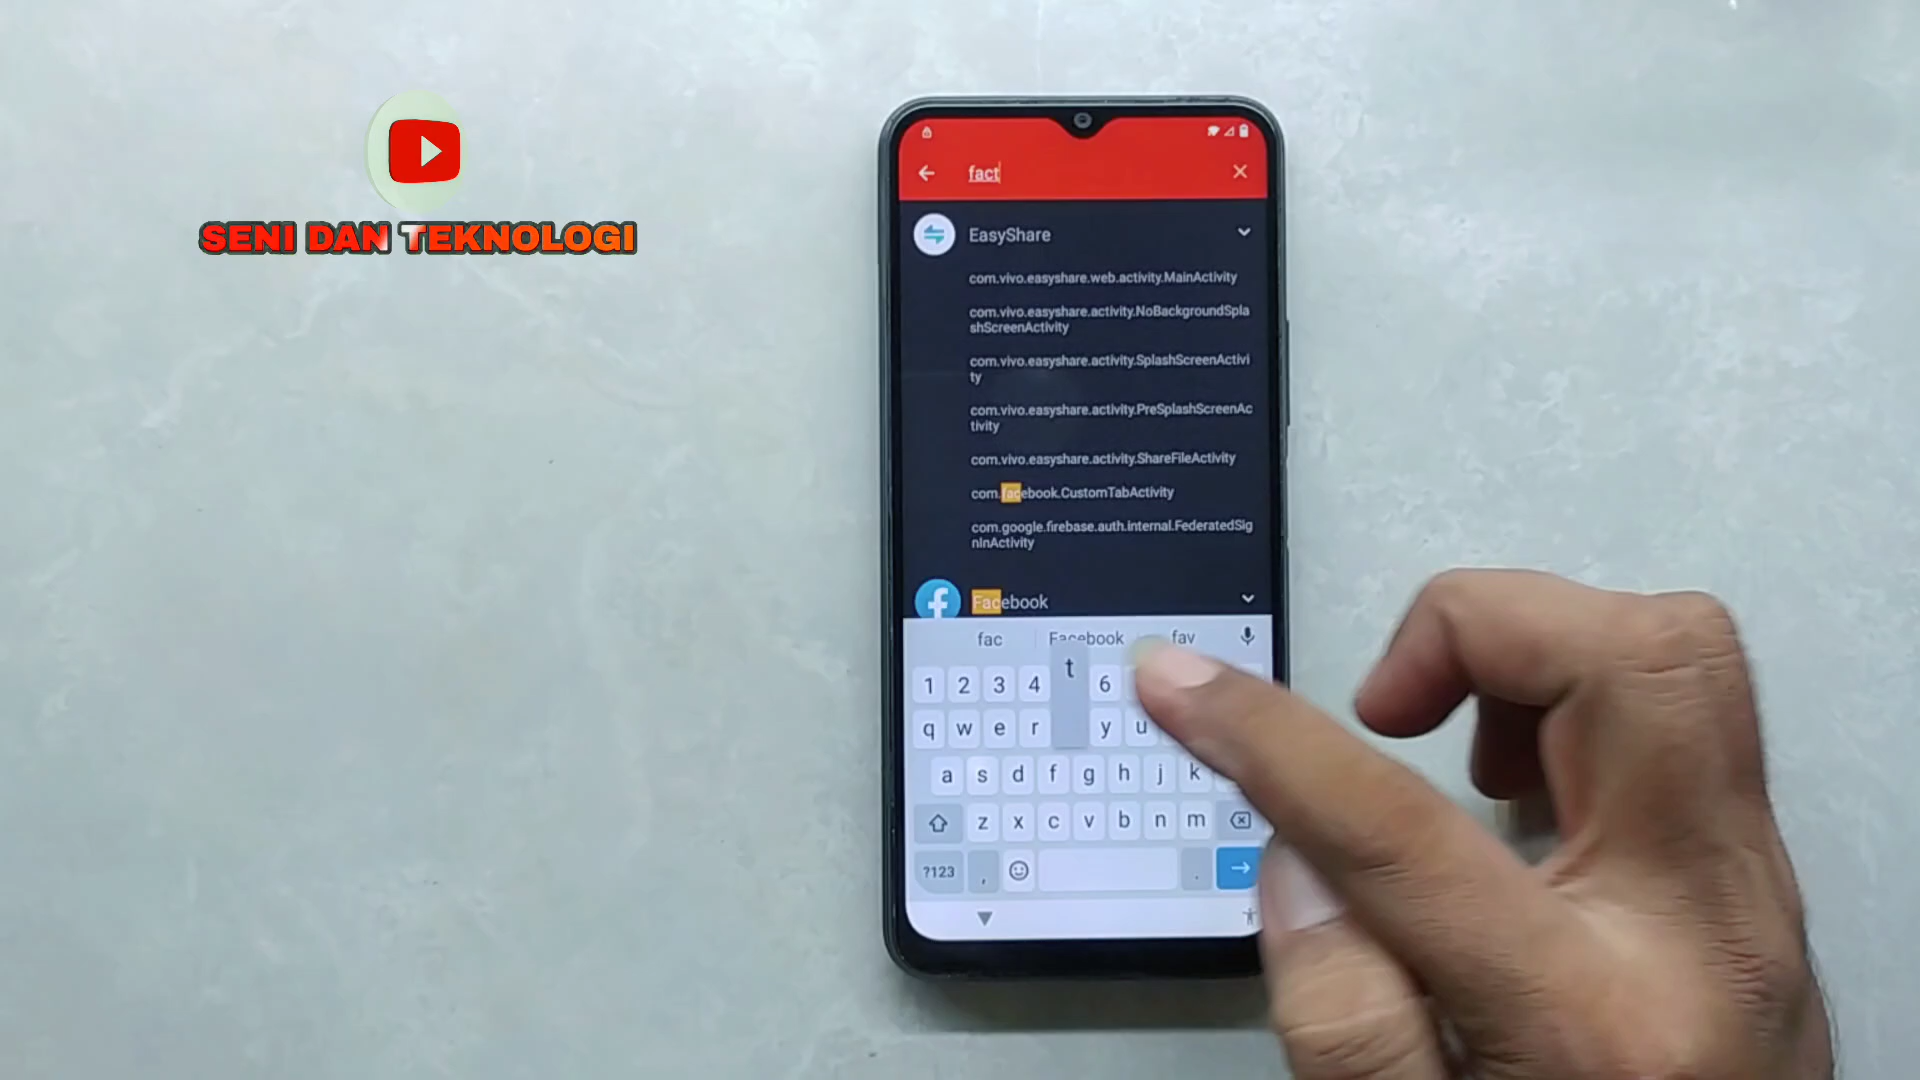 SENI DAN TEKNOLOGI
fact
EasyShare
com.vivo.easyshare.web.activity.MainActivity
com.vivo.easyshare.activity.NoBackgroundSpla
shScreenActivity
com.vivo.easyshare.activity.SplashScreenActivi
ty
com.vivo.easyshare.activity.PreSplashScreenAc
tivity
com.vivo.easyshare.activity.ShareFileActivity
com.facebook.CustomTabActivity
com.google.firebase.auth.internal.FederatedSig
nInActivity
Facebook
fac Facebook fav
t
1 2 3 4 6
q w e r y u
a s d f g h j k
z x c v b n m
?123 , .